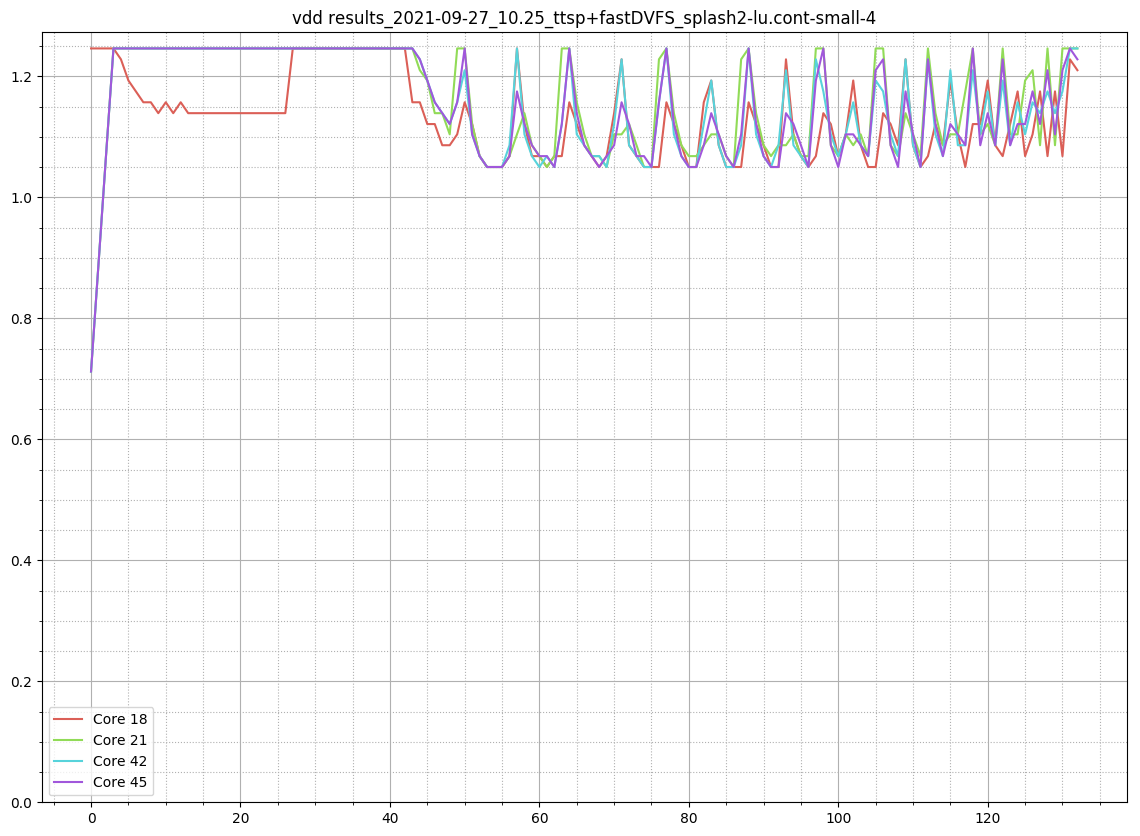 vdd results_2021-09-27_10.25_ttsp+fastDVFS_splash2-lu.cont-small-4
1.2
1.0
0.8
0.6
0.4
0.2
0.0
Core 18
Core 21
Core 42
Core 45
0 20 40 60 80 100 120